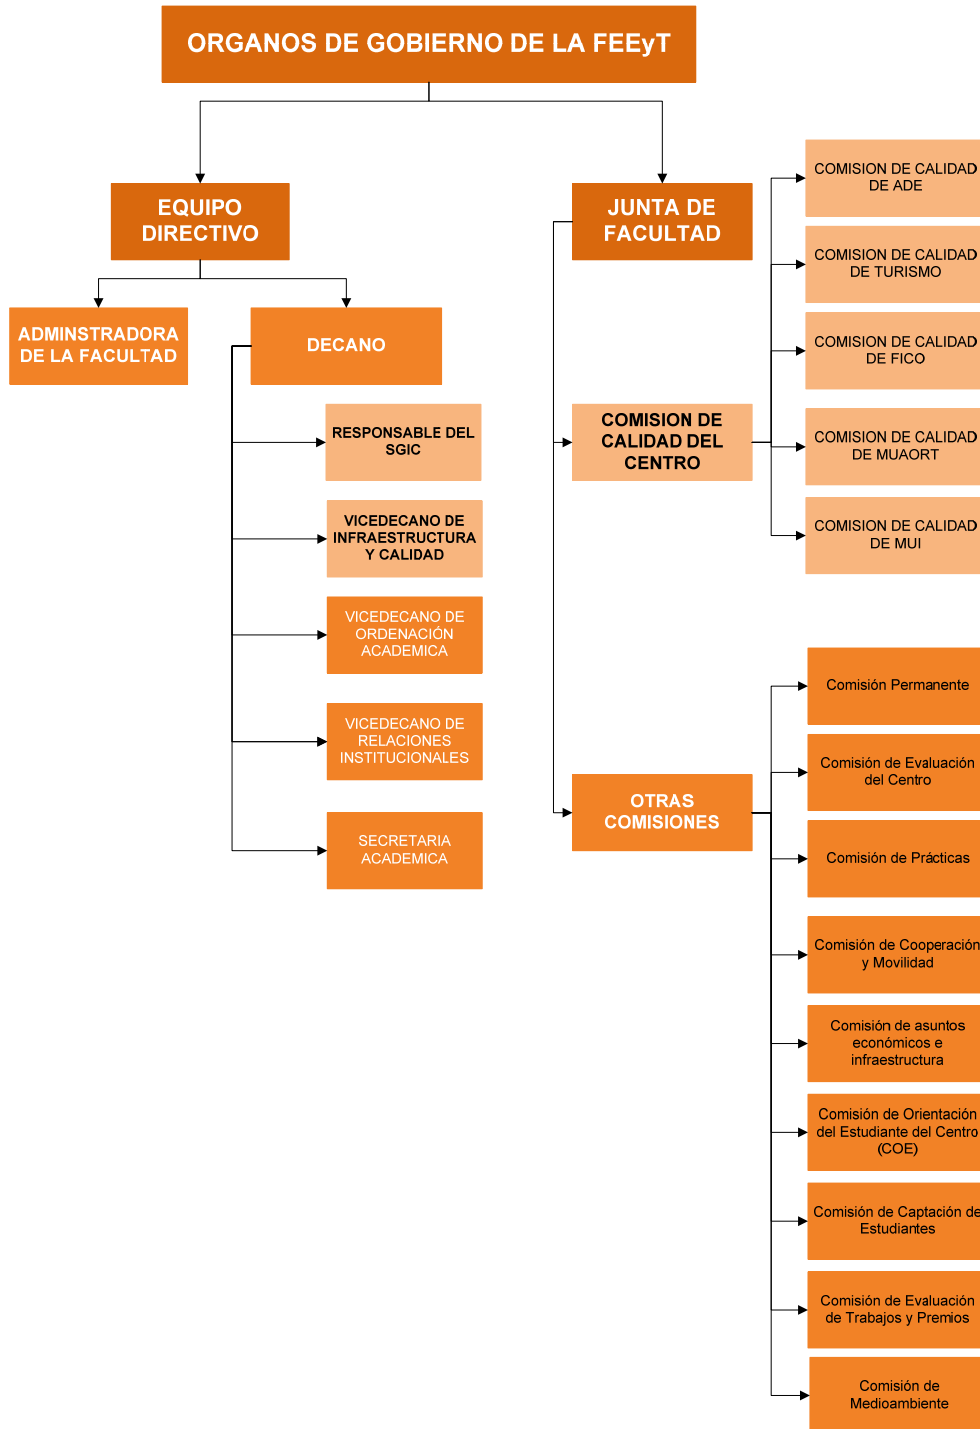 ORGANOS DE GOBIERNO DE LA FEEyT
EQUIPO
DIRECTIVO
ADMINSTRADORA
DE LA FACULTAD
DECANO
RESPONSABLE DEL
SGIC
VICEDECANO DE
INFRAESTRUCTURA
Y CALIDAD
VICEDECANO DE
ORDENACIÓN
ACADEMICA
VICEDECANO DE
RELACIONES
INSTITUCIONALES
SECRETARIA
ACADEMICA
JUNTA DE
FACULTAD
COMISION DE
CALIDAD DEL
CENTRO
COMISION DE CALIDAD
DE ADE
COMISION DE CALIDAD
DE TURISMO
COMISION DE CALIDAD
DE FICO
COMISION DE CALIDAD
DE MUAORT
COMISION DE CALIDAD
DE MUI
OTRAS
COMISIONES
Comisión Permanente
Comisión de Evaluación
del Centro
Comisión de Prácticas
Comisión de Cooperación
y Movilidad
Comisión de asuntos
económicos e
infraestructura
Comisión de Orientación
del Estudiante del Centro
(COE)
Comisión de Captación de
Estudiantes
Comisión de Evaluación
de Trabajos y Premios
Comisión de
Medioambiente